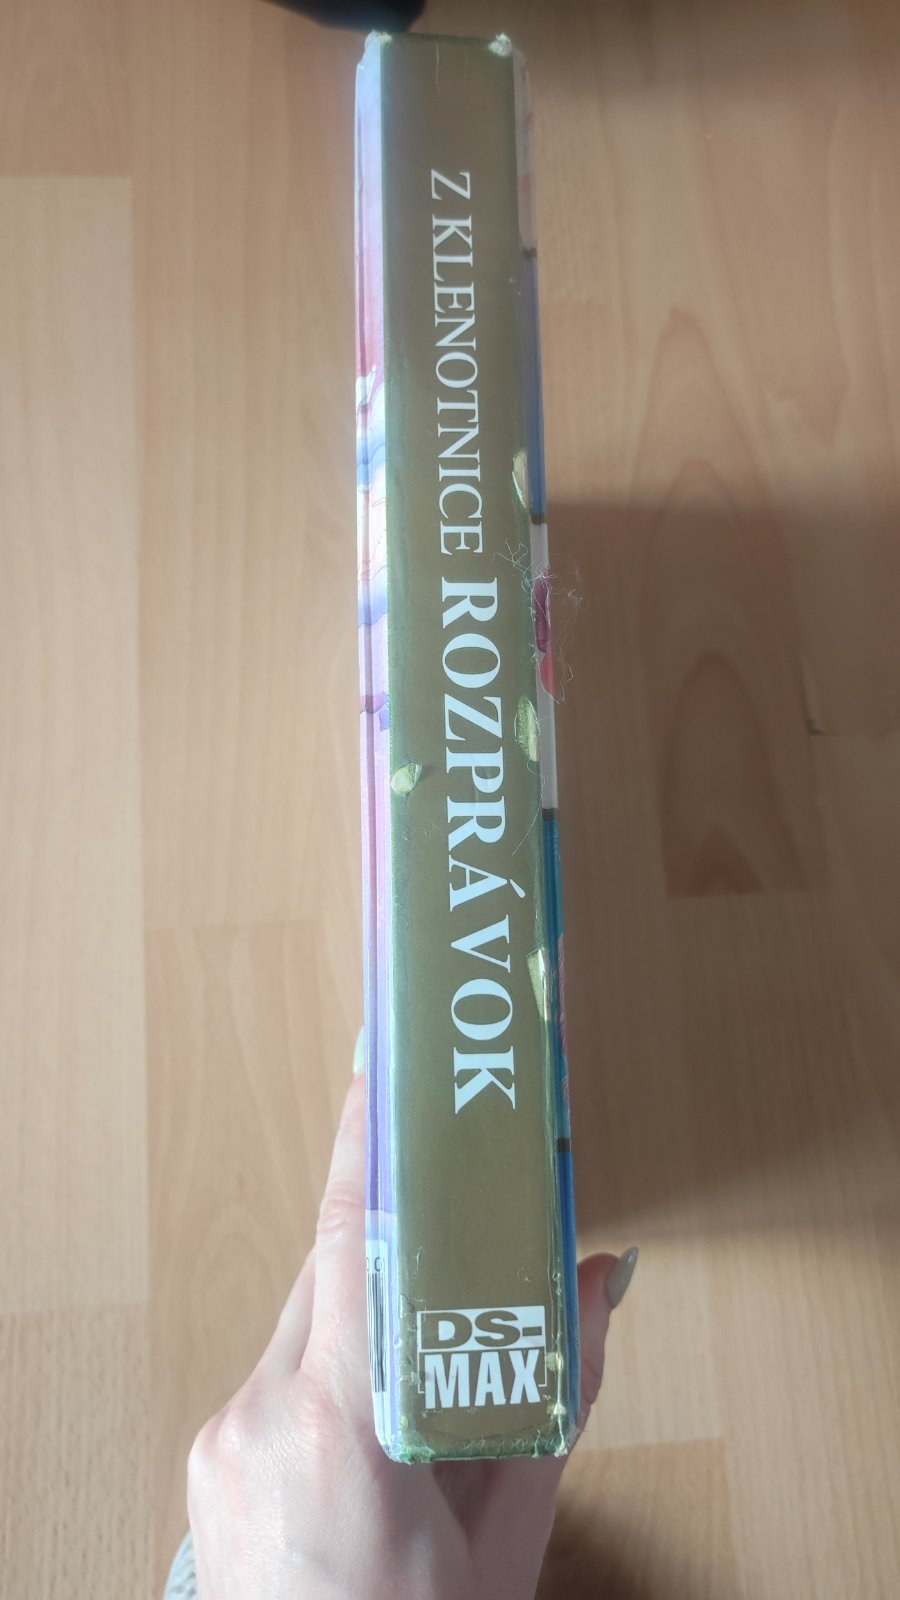 Z KLENOTNICE ROZPRÁVOK
DS-
MAX